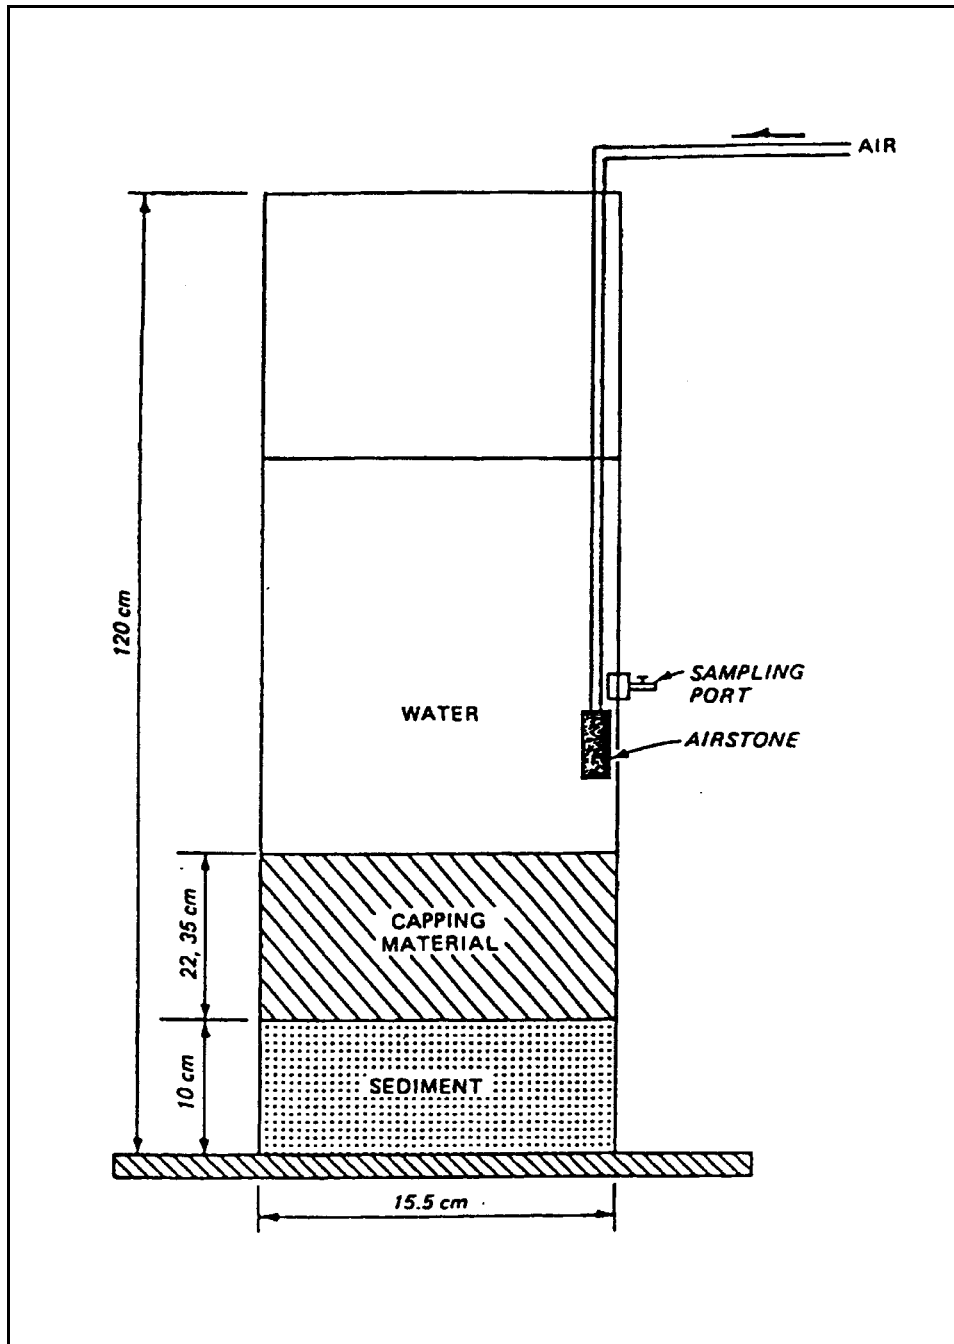 AIR
120 cm
SAMPLING
PORT
WATER
AIRSTONE
22, 35 cm
CAPPING
MATERIAL
10 cm
SEDIMENT
15.5 cm